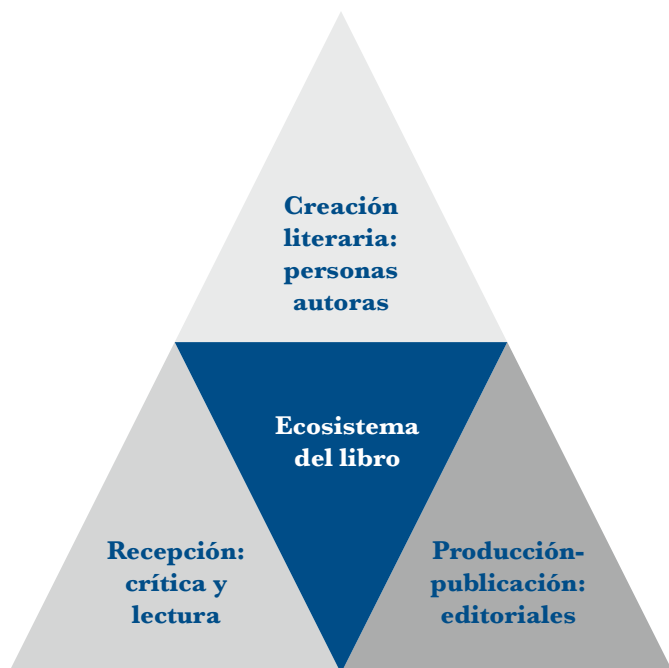 Creación
literaria:
personas
autoras
Ecosistema
del libro
Recepción:
crítica y
lectura
Producción-
publicación:
editoriales